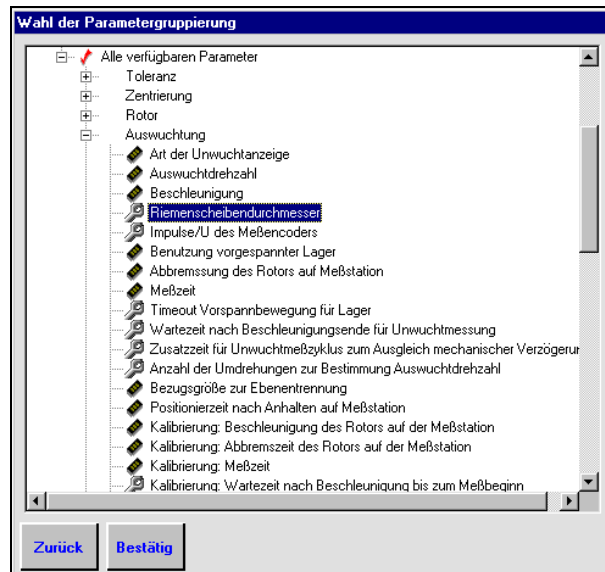 Wahl der Parametergruppierung
Alle verfügbaren Parameter
Toleranz
Zentrierung
Rotor
Auswuchtung
Art der Unwuchtanzeige
Auswuchtdrehzahl
Beschleunigung
Riemenscheibendurchmesser
Impulse/U des Meßencoders
Benutzung vorgespannter Lager
Abbremssung des Rotors auf Meßstation
Meßzeit
Timeout Vorspannbewegung für Lager
Wartezeit nach Beschleunigungsende für Unwuchtmessung
Zusatzzeit für Unwuchtmeßzyklus zum Ausgleich mechanischer Verzögerur
Anzahl der Umdrehungen zur Bestimmung Auswuchtdrehzahl
Bezugsgröße zur Ebenentrennung
Positionierzeit nach Anhalten auf Meßstation
Kalibrierung: Beschleunigung des Rotors auf der Meßstation
Kalibrierung: Abbremszeit des Rotors auf der Meßstation
Kalibrierung: Meßzeit
Kalibrierung: Wartezeit nach Beschleunigung bis zum Meßbeginn
Zurück
Bestätig